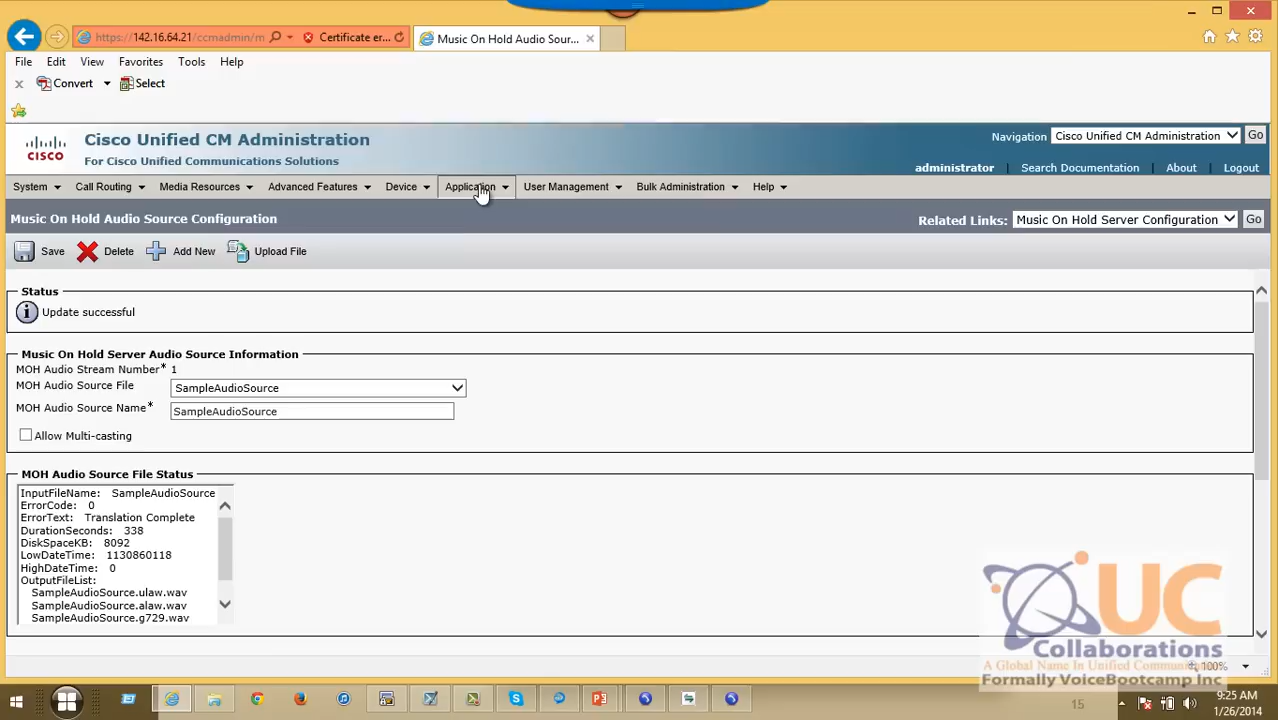 https://142.16.64.21/ccmadmin/m
Certificate er...
Music On Hold Audio Sour...
File Edit View Favorites Tools Help
x Convert Select
Cisco Unified CM Administration
For Cisco Unified Communications Solutions
CISCO
Navigation Cisco Unified CM Administration Go
administrator Search Documentation About Logout
System Call Routing Media Resources Advanced Features Device Application User Management Bulk Administration Help
Music On Hold Audio Source Configuration
Related Links: Music On Hold Server Configuration Go
Save Delete Add New Upload File
Status
Update successful
Music On Hold Server Audio Source Information
MOH Audio Stream Number* 1
MOH Audio Source File SampleAudioSource
MOH Audio Source Name* SampleAudioSource
Allow Multi-casting
MOH Audio Source File Status
InputFileName: SampleAudioSource
ErrorCode: 0
ErrorText: Translation Complete
DurationSeconds: 338
DiskSpaceKB: 8092
LowDateTime: 1130860118
HighDateTime: 0
OutputFileList:
SampleAudioSource.ulaw.wav
SampleAudioSource.alaw.wav
SampleAudioSource.g729.wav
UC
Collaborations
A Global Name In Unified
Formally VoiceBootcamp Inc
100%
15
9:25 AM
1/26/2014